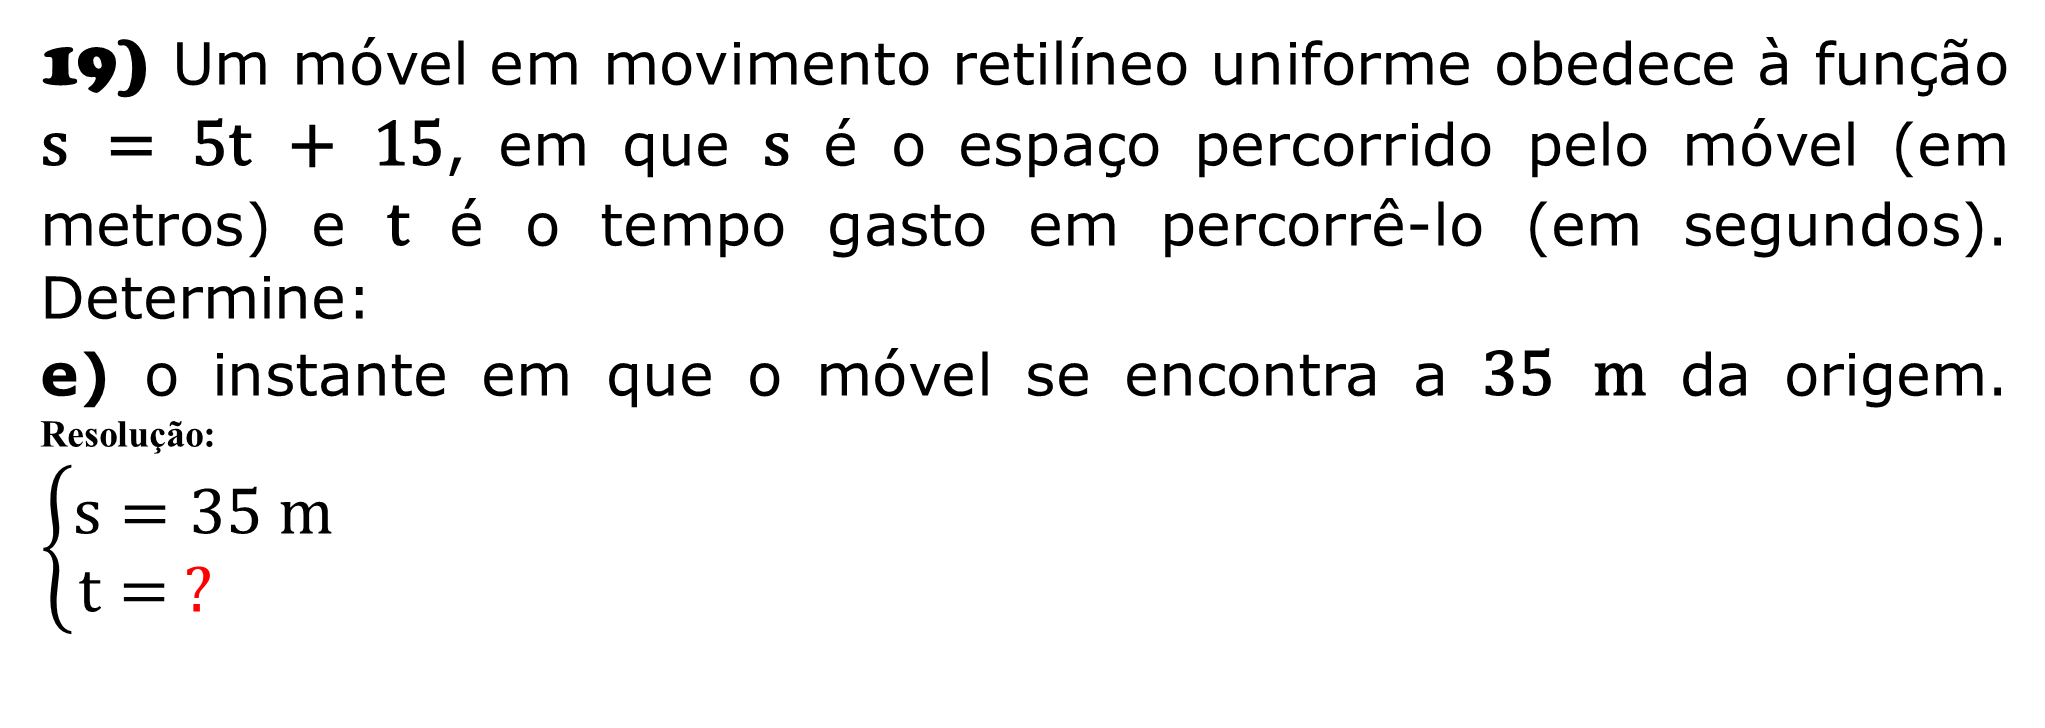 19) Um móvel em movimento retilíneo uniforme obedece à função
s = 5t + 15, em que s é o espaço percorrido pelo móvel (em
metros) e t é o tempo gasto em percorrê-lo (em segundos).
Determine:
e) o instante em que o móvel se encontra a 35 m da origem.
Resolução:
s = 35 m
t = ?